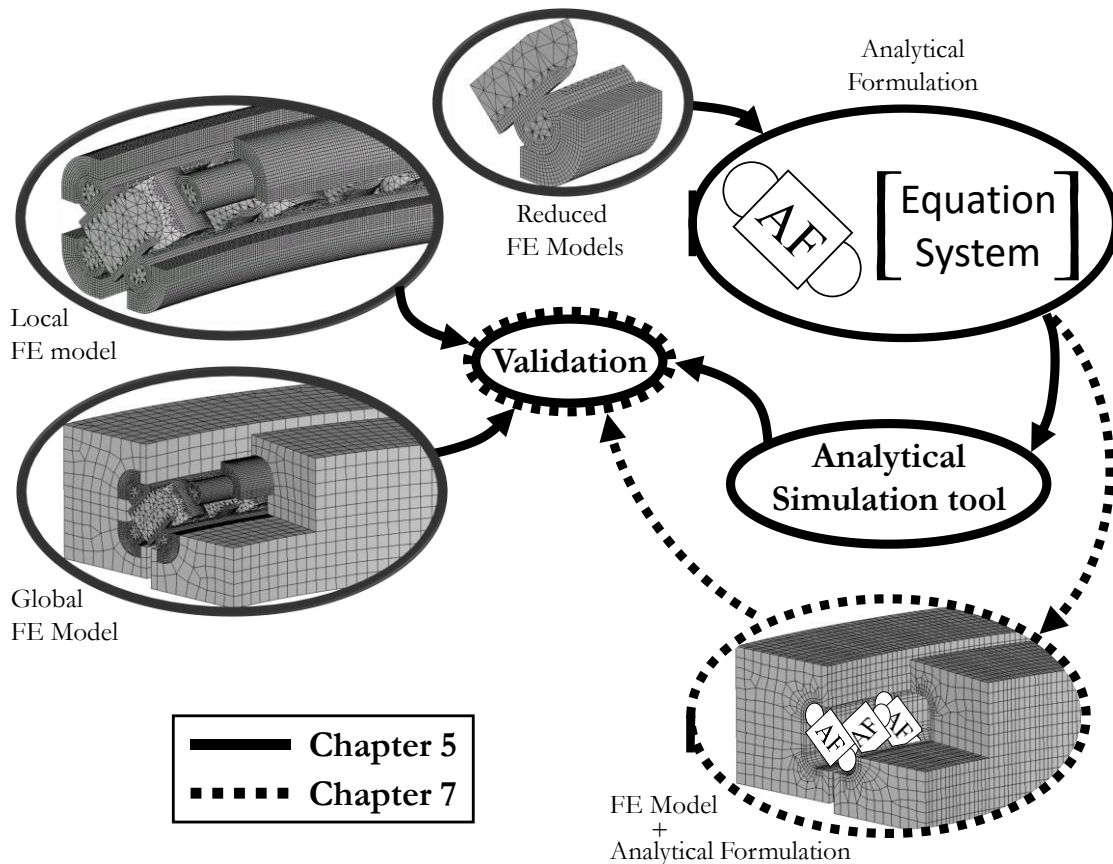 Analytical
Formulation
Reduced
FE Models
AF
[Equation
System]
Local
FE model
Validation
Analytical
Simulation tool
Global
FE Model
AF
AF
AF
Chapter 5
Chapter 7
FE Model
+
Analytical Formulation